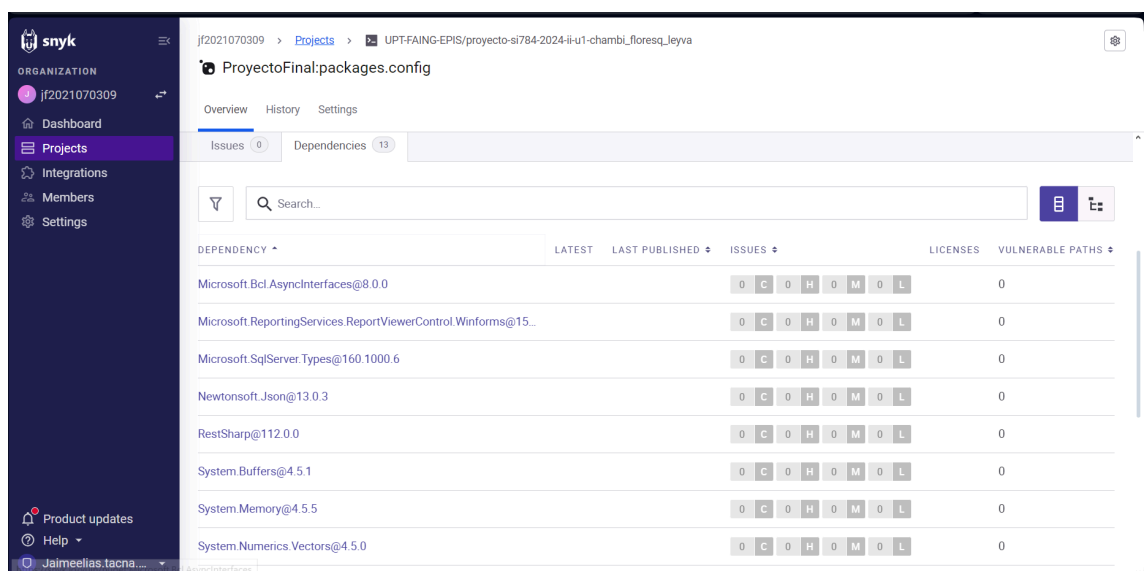 snyk
ORGANIZATION
J jf2021070309
Dashboard
Projects
Integrations
Members
Settings
Product updates
Help
Jaimeelias.tacna....
jf2021070309 > Projects > UPT-FAING-EPIS/proyecto-si784-2024-ii-u1-chambi_floresq_leyva
ProyectoFinal:packages.config
Overview History Settings
Issues 0 Dependencies 13
Search...
DEPENDENCY LATEST LAST PUBLISHED ISSUES LICENSES VULNERABLE PATHS
Microsoft.Bcl.AsyncInterfaces@8.0.0 0 C 0 H 0 M 0 L 0
Microsoft.ReportingServices.ReportViewerControl.Winforms@15... 0 C 0 H 0 M 0 L 0
Microsoft.SqlServer.Types@160.1000.6 0 C 0 H 0 M 0 L 0
Newtonsoft.Json@13.0.3 0 C 0 H 0 M 0 L 0
RestSharp@112.0.0 0 C 0 H 0 M 0 L 0
System.Buffers@4.5.1 0 C 0 H 0 M 0 L 0
System.Memory@4.5.5 0 C 0 H 0 M 0 L 0
System.Numerics.Vectors@4.5.0 0 C 0 H 0 M 0 L 0